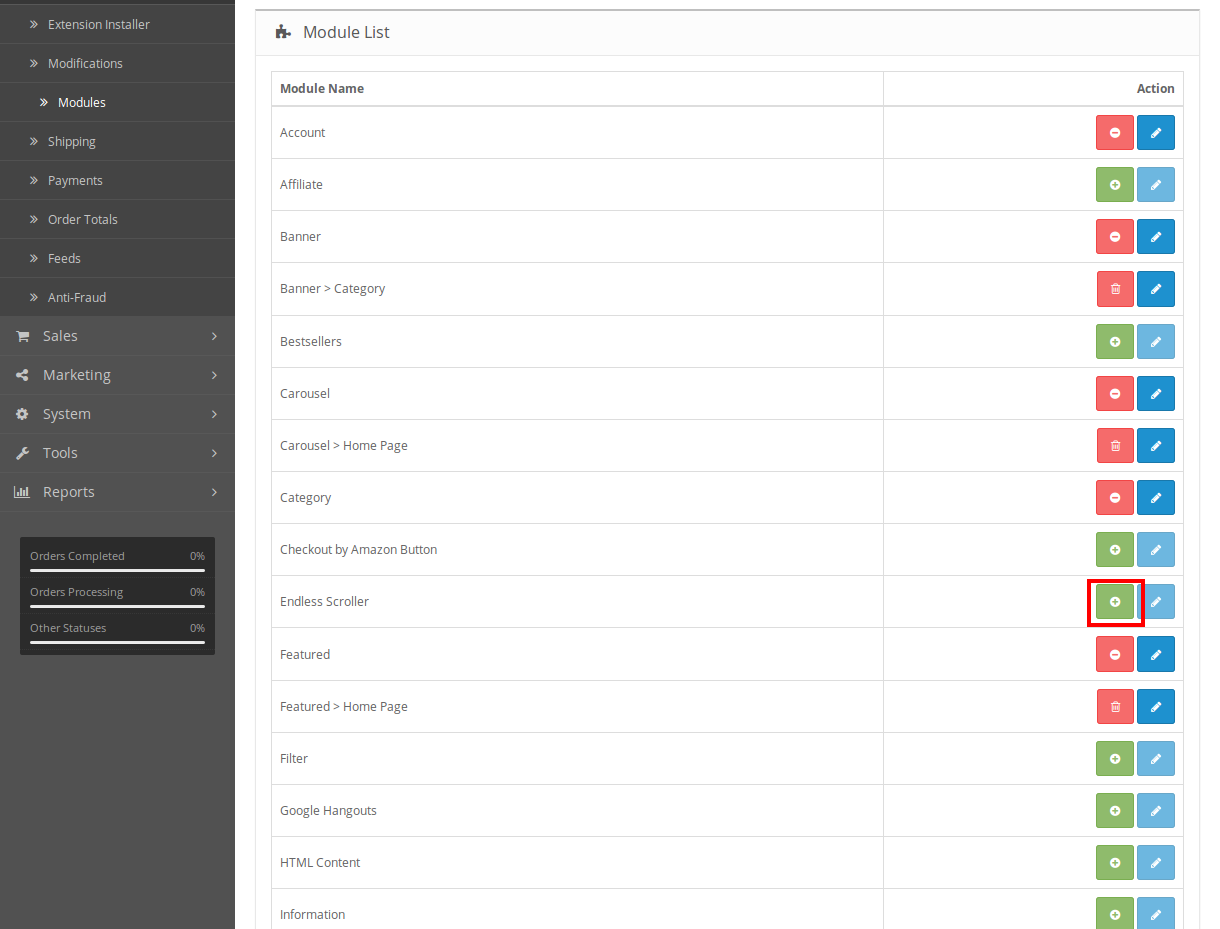 Extension Installer
Modifications
Modules
Shipping
Payments
Order Totals
Feeds
Anti-Fraud
Sales
Marketing
System
Tools
Reports
Orders Completed 0%
Orders Processing 0%
Other Statuses 0%
Module List
Module Name Action
Account
Affiliate
Banner
Banner > Category
Bestsellers
Carousel
Carousel > Home Page
Category
Checkout by Amazon Button
Endless Scroller
Featured
Featured > Home Page
Filter
Google Hangouts
HTML Content
Information